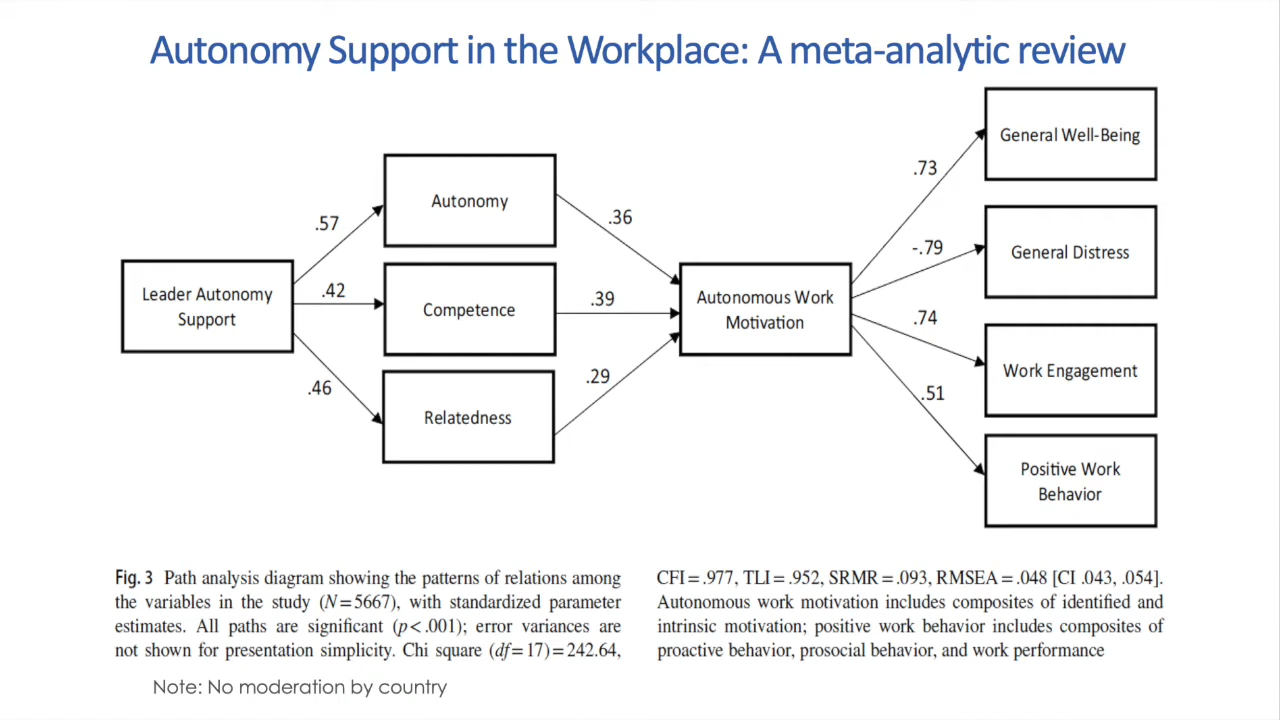 Autonomy Support in the Workplace: A meta-analytic review
General Well-Being
.73
Autonomy
.57
.36
-.79
General Distress
Leader Autonomy
Support
.42
Competence
.39
Autonomous Work
Motivation
.74
Work Engagement
.46
Relatedness
.29
.51
Positive Work
Behavior
Fig. 3 Path analysis diagram showing the patterns of relations among
the variables in the study (N=5667), with standardized parameter
estimates. All paths are significant (p<.001); error variances are
not shown for presentation simplicity. Chi square (df=17)=242.64,
CFI=.977, TLI=.952, SRMR=.093, RMSEA=.048 [CI .043, .054].
Autonomous work motivation includes composites of identified and
intrinsic motivation; positive work behavior includes composites of
proactive behavior, prosocial behavior, and work performance
Note: No moderation by country